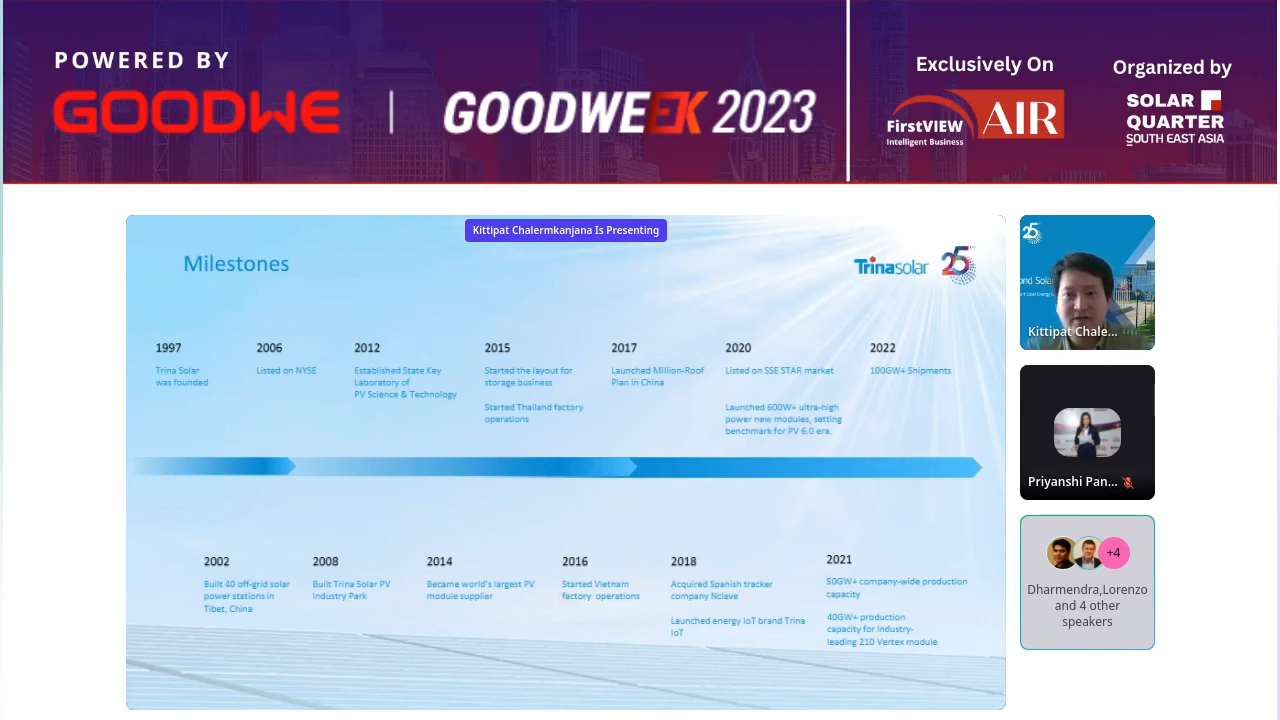 POWERED BY
GOODWE
GOODWEEK 2023
Exclusively On
FirstVIEW
Intelligent Business
AIR
Organized by
SOLAR
QUARTER
SOUTH EAST ASIA
Kittipat Chalermkanjana Is Presenting
Milestones
Trinasolar
25
1997
Trina Solar
was founded
2006
Listed on NYSE
2012
Established State Key
Laboratory of
PV Science & Technology
2015
Started the layout for
storage business
Started Thailand factory
operations
2017
Launched Million-Roof
Plan in China
2020
Listed on SSE STAR market
Launched 600W+ ultra-high
power new modules, setting
benchmark for PV 6.0 era.
2022
100GW+ Shipments
2002
Built 40 off-grid solar
power stations in
Tibet, China
2008
Built Trina Solar PV
Industry Park
2014
Became world's largest PV
module supplier
2016
Started Vietnam
factory operations
2018
Acquired Spanish tracker
company Nclave
Launched energy IoT brand Trina
IoT
2021
50GW+ company-wide production
capacity
40GW+ production
capacity for industry-
leading 210 Vertex module
25
ond Sola
Kittipat Chale...
Priyanshi Pan...
+4
Dharmendra,Lorenzo
and 4 other
speakers